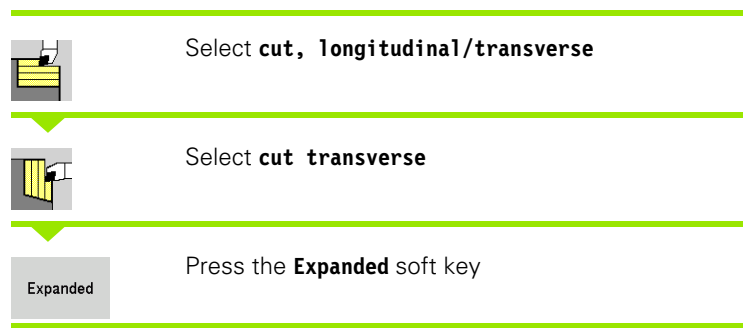 Select cut, longitudinal/transverse
Select cut transverse
Press the Expanded soft key
Expanded